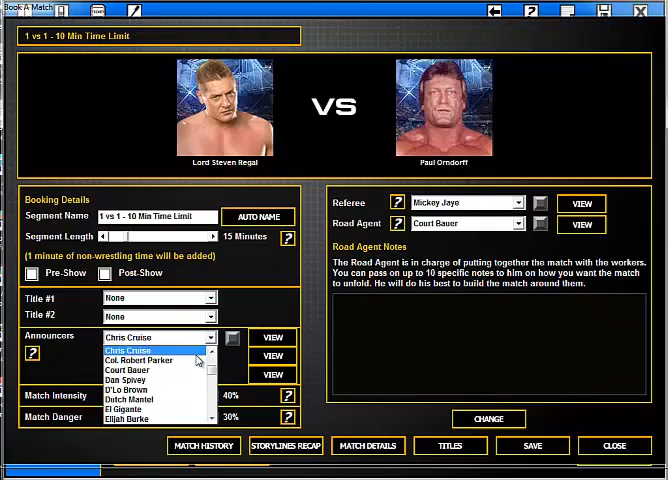 Book A Match
1 vs 1 - 10 Min Time Limit
VS
Lord Steven Regal
Paul Orndorff
Booking Details
Segment Name 1 vs 1 - 10 Min Time Limit AUTO NAME
Segment Length 15 Minutes ?
(1 minute of non-wrestling time will be added)
Pre-Show Post-Show
Title #1 None
Title #2 None
Announcers Chris Cruise VIEW
? VIEW
VIEW
Chris Cruise
Col. Robert Parker
Court Bauer
Dan Spivey
D'Lo Brown
Dutch Mantel
El Gigante
Elijah Burke
Match Intensity 40% ?
Match Danger 30% ?
Referee ? Mickey Jaye VIEW
Road Agent ? Court Bauer VIEW
Road Agent Notes
The Road Agent is in charge of putting together the match with the workers.
You can pass on up to 10 specific notes to him on how you want the match
to unfold. He will do his best to build the match around them.
CHANGE
MATCH HISTORY STORYLINES RECAP MATCH DETAILS TITLES SAVE CLOSE